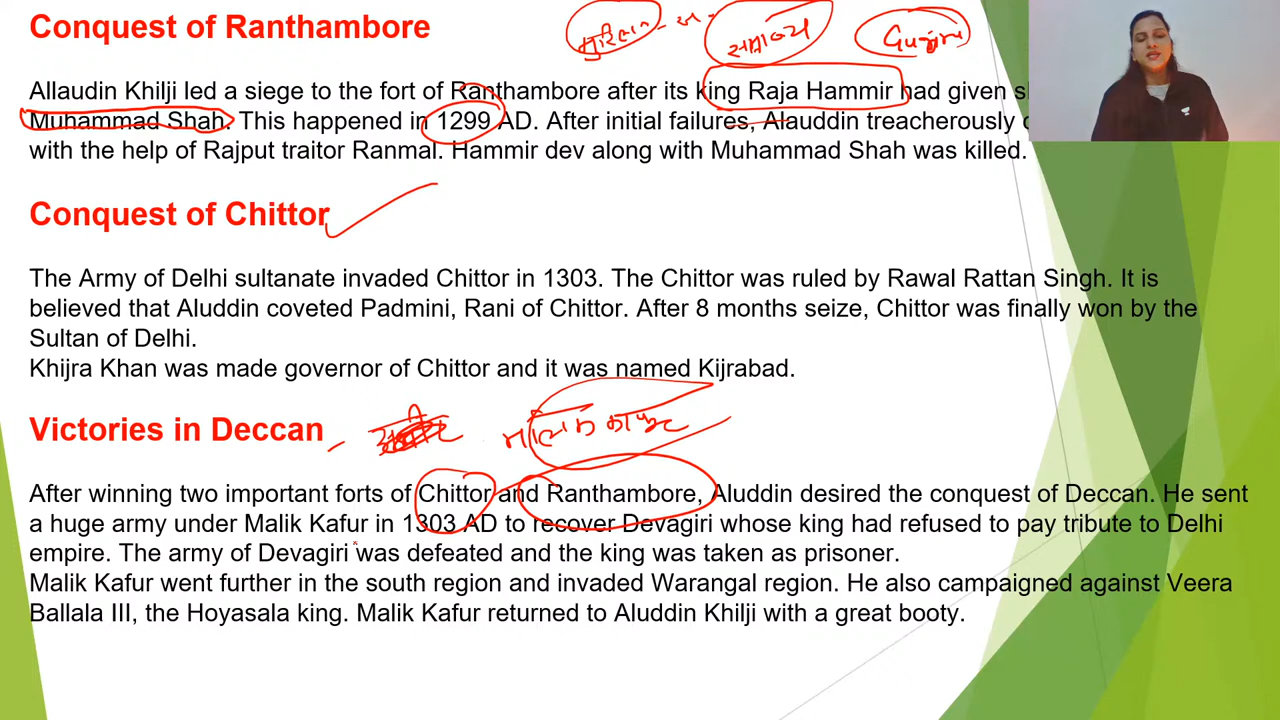 Conquest of Ranthambore
साम्राज्य
Allaudin Khilji led a siege to the fort of Ranthambore after its king Raja Hammir had given
Muhammad Shah. This happened in 1299 AD. After initial failures, Alauddin treacherously
with the help of Rajput traitor Ranmal. Hammir dev along with Muhammad Shah was killed.
Conquest of Chittor
The Army of Delhi sultanate invaded Chittor in 1303. The Chittor was ruled by Rawal Rattan Singh. It is
believed that Aluddin coveted Padmini, Rani of Chittor. After 8 months seize, Chittor was finally won by the
Sultan of Delhi.
Khijra Khan was made governor of Chittor and it was named Kijrabad.
Victories in Deccan
मालिक काफूर
After winning two important forts of Chittor and Ranthambore, Aluddin desired the conquest of Deccan. He sent
a huge army under Malik Kafur in 1303 AD to recover Devagiri whose king had refused to pay tribute to Delhi
empire. The army of Devagiri was defeated and the king was taken as prisoner.
Malik Kafur went further in the south region and invaded Warangal region. He also campaigned against Veera
Ballala III, the Hoyasala king. Malik Kafur returned to Aluddin Khilji with a great booty.